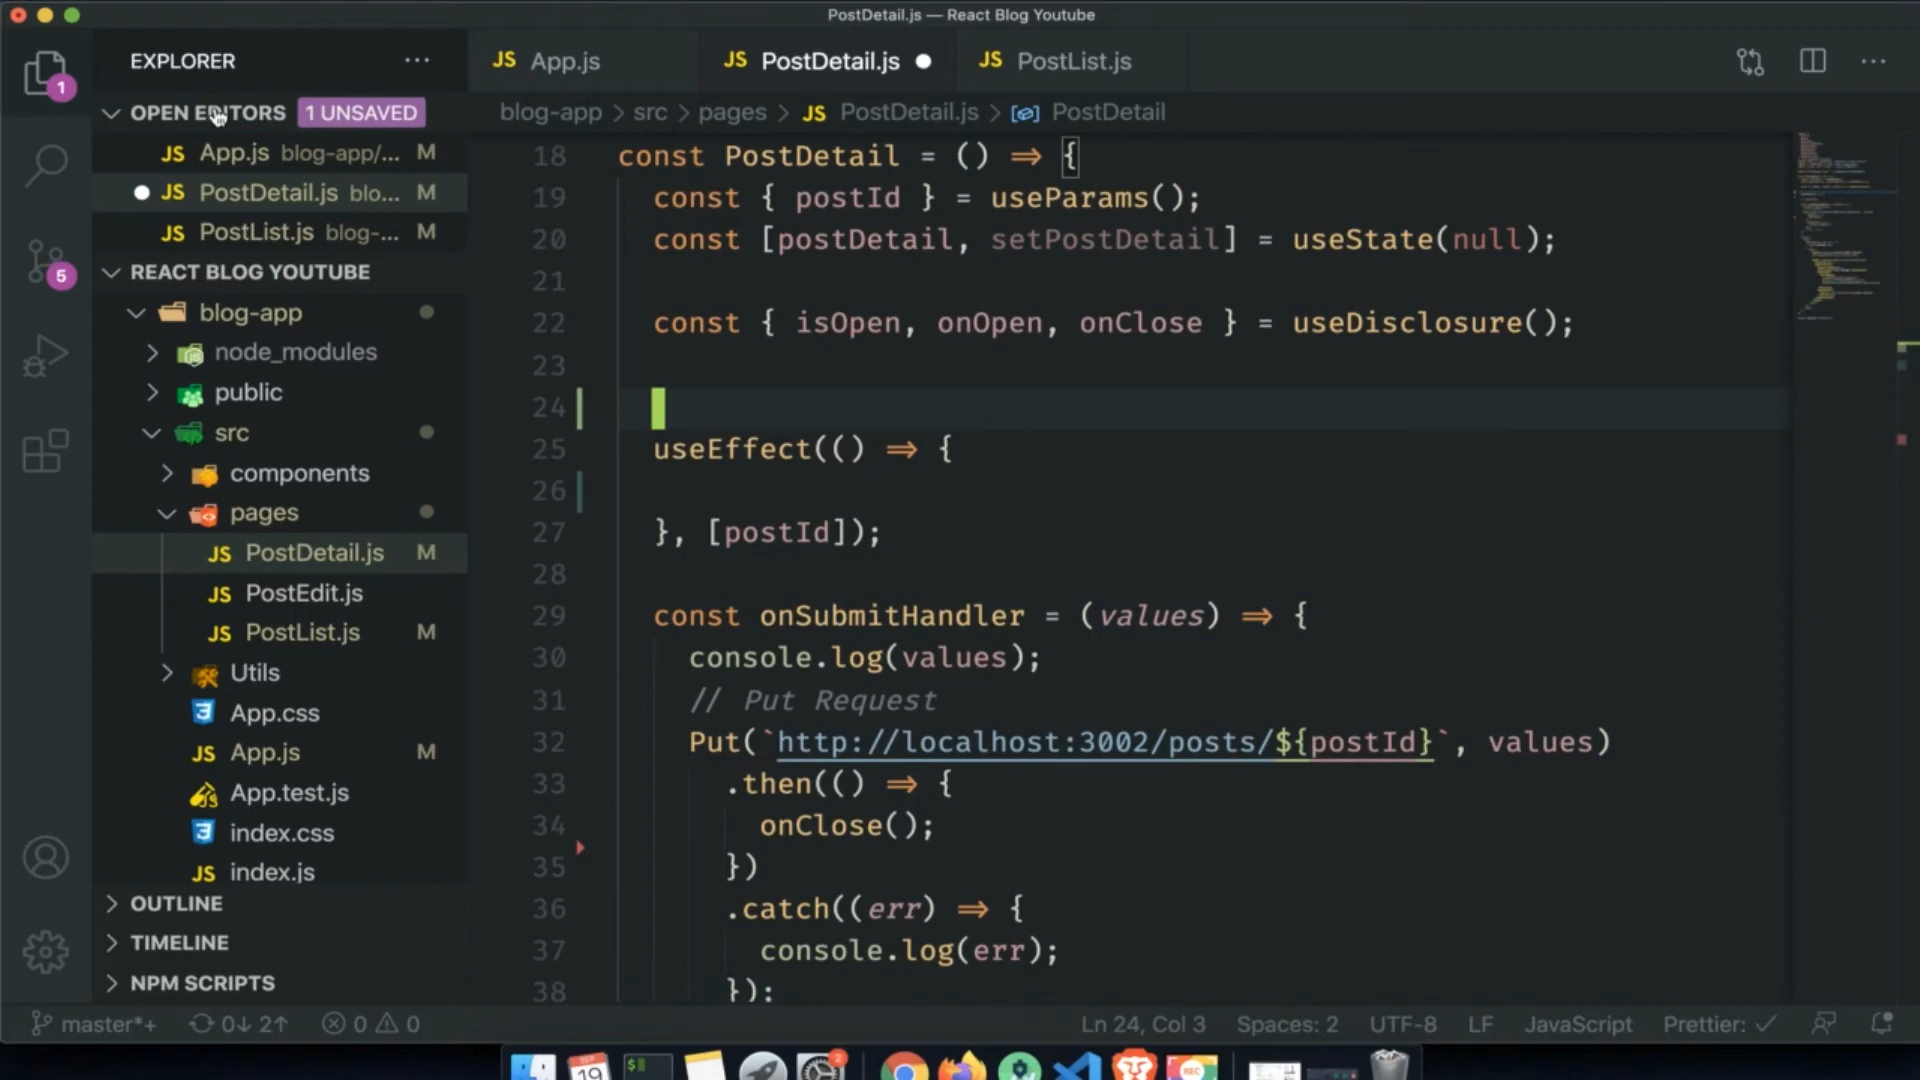 PostDetail.js — React Blog Youtube
EXPLORER
1
OPEN EDITORS 1 UNSAVED
JS App.js blog-app/... M
JS PostDetail.js blo... M
JS PostList.js blog-... M
5
REACT BLOG YOUTUBE
blog-app
node_modules
public
src
components
pages
JS PostDetail.js M
JS PostEdit.js
JS PostList.js M
Utils
App.css
JS App.js M
App.test.js
index.css
JS index.js
OUTLINE
TIMELINE
NPM SCRIPTS
JS App.js JS PostDetail.js JS PostList.js
blog-app > src > pages > JS PostDetail.js > PostDetail
18 const PostDetail = () => {
19 const { postId } = useParams();
20 const [postDetail, setPostDetail] = useState(null);
21
22 const { isOpen, onOpen, onClose } = useDisclosure();
23
24
25 useEffect(() => {
26
27 }, [postId]);
28
29 const onSubmitHandler = (values) => {
30 console.log(values);
31 // Put Request
32 Put(`http://localhost:3002/posts/${postId}`, values)
33 .then(() => {
34 onClose();
35 })
36 .catch((err) => {
37 console.log(err);
38 });
master*+ 0↓ 2↑ 0 0 Ln 24, Col 3 Spaces: 2 UTF-8 LF JavaScript Prettier: ✓
SEP
19
$
2
REC